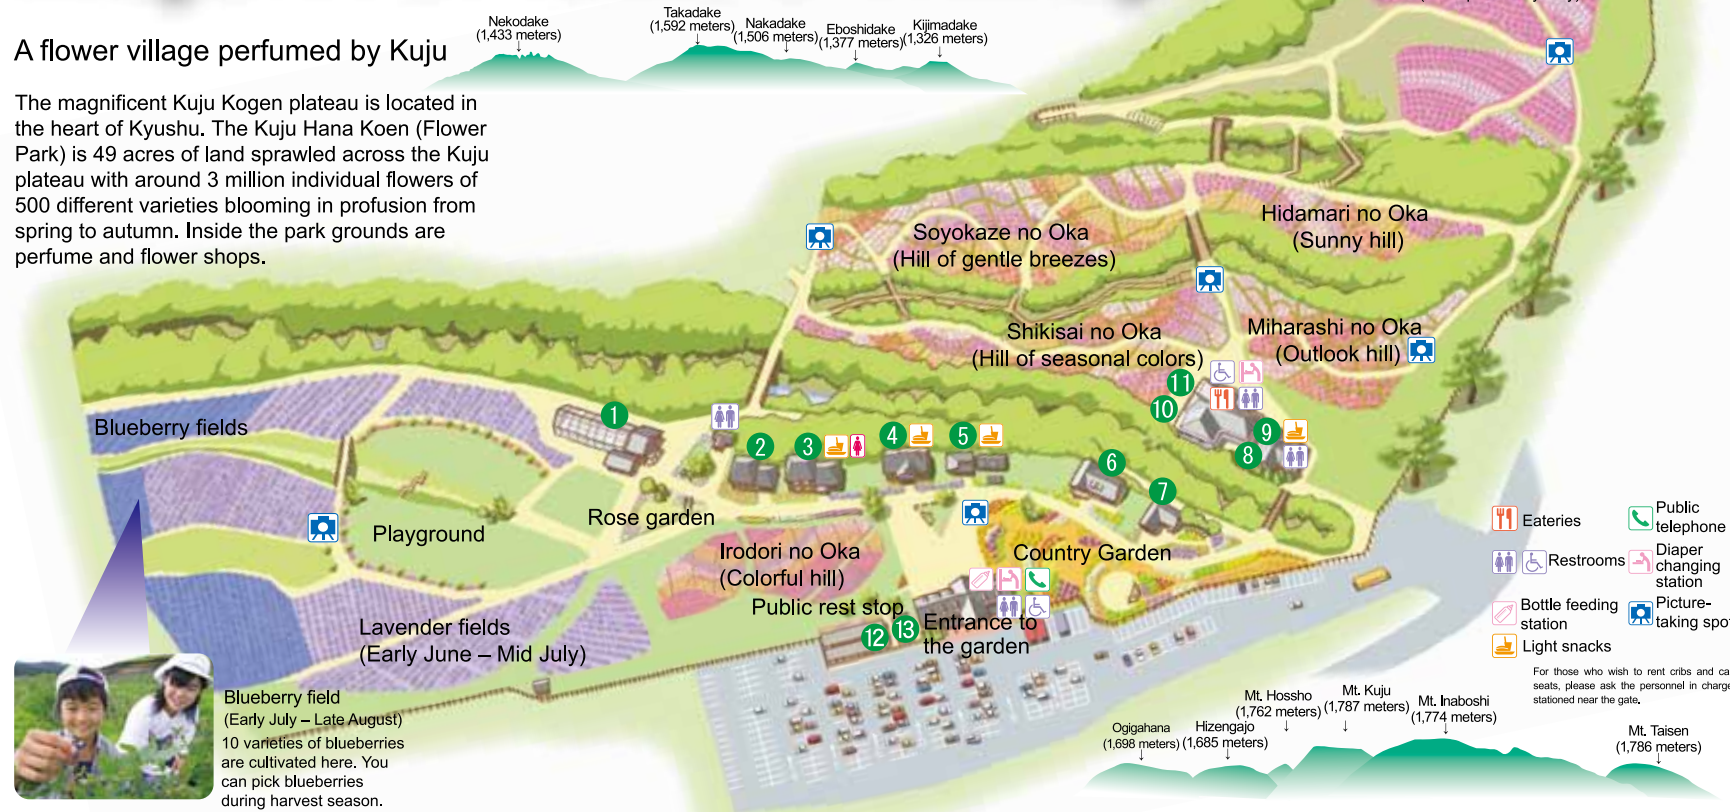 Nekodake
(1,433 meters)
Takadake
(1,592 meters)
Nakadake
(1,506 meters)
Eboshidake
(1,377 meters)
Kijimadake
(1,326 meters)
A flower village perfumed by Kuju
The magnificent Kuju Kogen plateau is located in
the heart of Kyushu. The Kuju Hana Koen (Flower
Park) is 49 acres of land sprawled across the Kuju
plateau with around 3 million individual flowers of
500 different varieties blooming in profusion from
spring to autumn. Inside the park grounds are
perfume and flower shops.
Soyokaze no Oka
(Hill of gentle breezes)
Hidamari no Oka
(Sunny hill)
Shikisai no Oka
(Hill of seasonal colors)
Miharashi no Oka
(Outlook hill)
11
10
9
8
1
2
3
4
5
6
7
Blueberry fields
Playground
Rose garden
Irodori no Oka
(Colorful hill)
Country Garden
Public rest stop
12
13
Entrance to
the garden
Lavender fields
(Early June – Mid July)
Blueberry field
(Early July – Late August)
10 varieties of blueberries
are cultivated here. You
can pick blueberries
during harvest season.
Eateries
Public
telephone
Restrooms
Diaper
changing
station
Bottle feeding
station
Picture-
taking spot
Light snacks
For those who wish to rent cribs and ca
seats, please ask the personnel in charge
stationed near the gate.
Ogigahana
(1,698 meters)
Hizengajo
(1,685 meters)
Mt. Hossho
(1,762 meters)
Mt. Kuju
(1,787 meters)
Mt. Inaboshi
(1,774 meters)
Mt. Taisen
(1,786 meters)